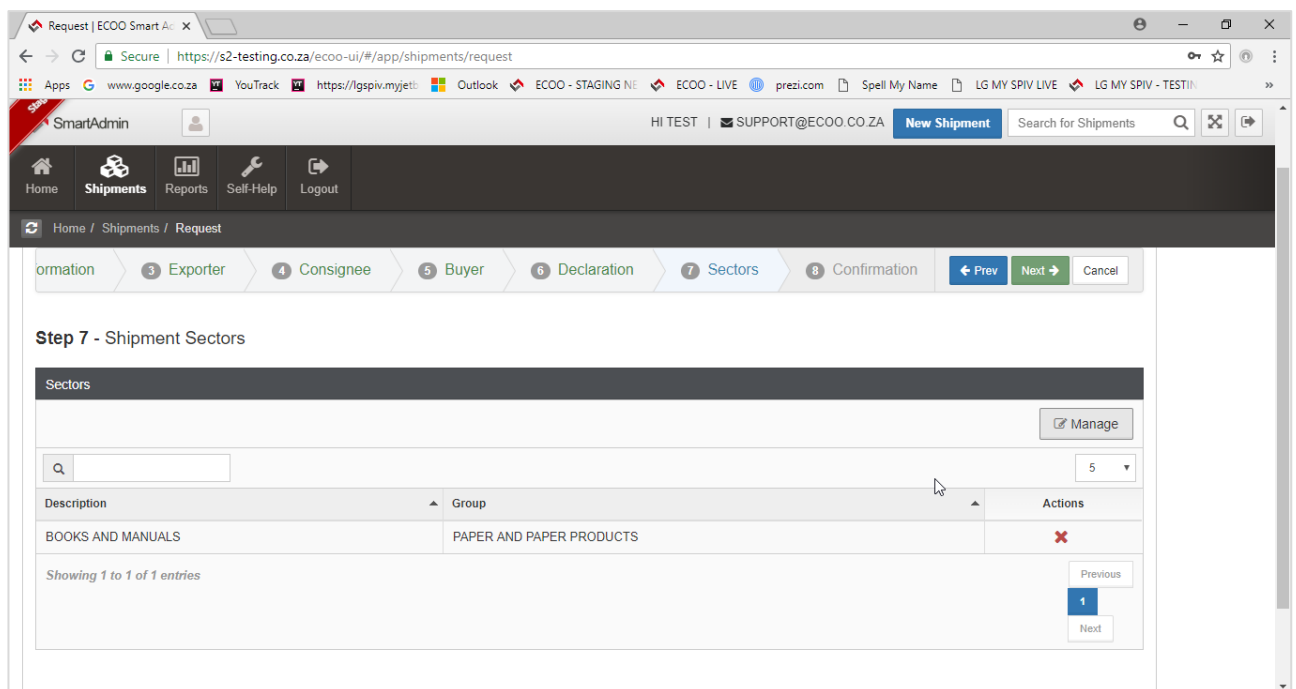 Request | ECOO Smart Ac
Secure | https://s2-testing.co.za/ecoo-ui/#/app/shipments/request
Apps www.google.co.za YouTrack https://lgspiv.myjetb Outlook ECOO - STAGING NE ECOO - LIVE prezi.com Spell My Name LG MY SPIV LIVE LG MY SPIV - TESTIN »
SmartAdmin HI TEST | SUPPORT@ECOO.CO.ZA New Shipment Search for Shipments
Home Shipments Reports Self-Help Logout
Home / Shipments / Request
ormation 3 Exporter 4 Consignee 5 Buyer 6 Declaration 7 Sectors 8 Confirmation Prev Next Cancel
Step 7 - Shipment Sectors
Sectors
Manage
5
Description Group Actions
BOOKS AND MANUALS PAPER AND PAPER PRODUCTS
Showing 1 to 1 of 1 entries Previous
1
Next